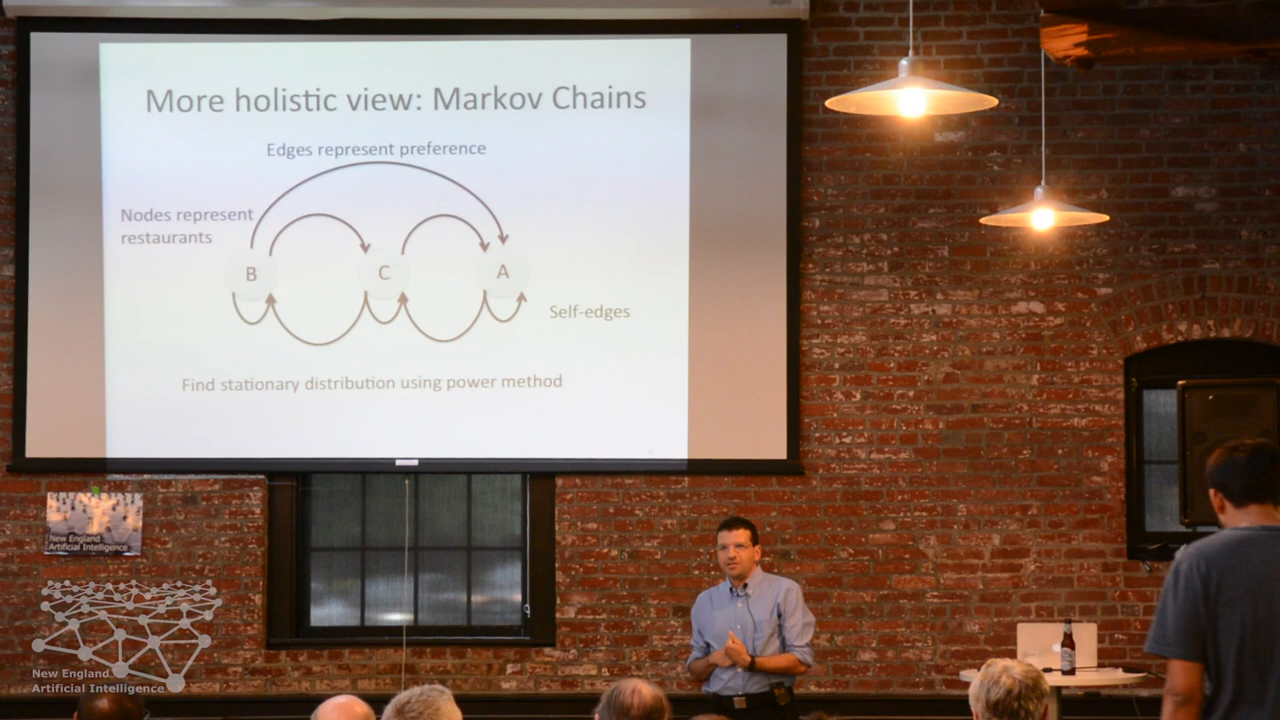 More holistic view: Markov Chains
Edges represent preference
Nodes represent
restaurants
B
C
A
Self-edges
Find stationary distribution using power method
New England
Artificial Intelligence
New England
Artificial Intelligence